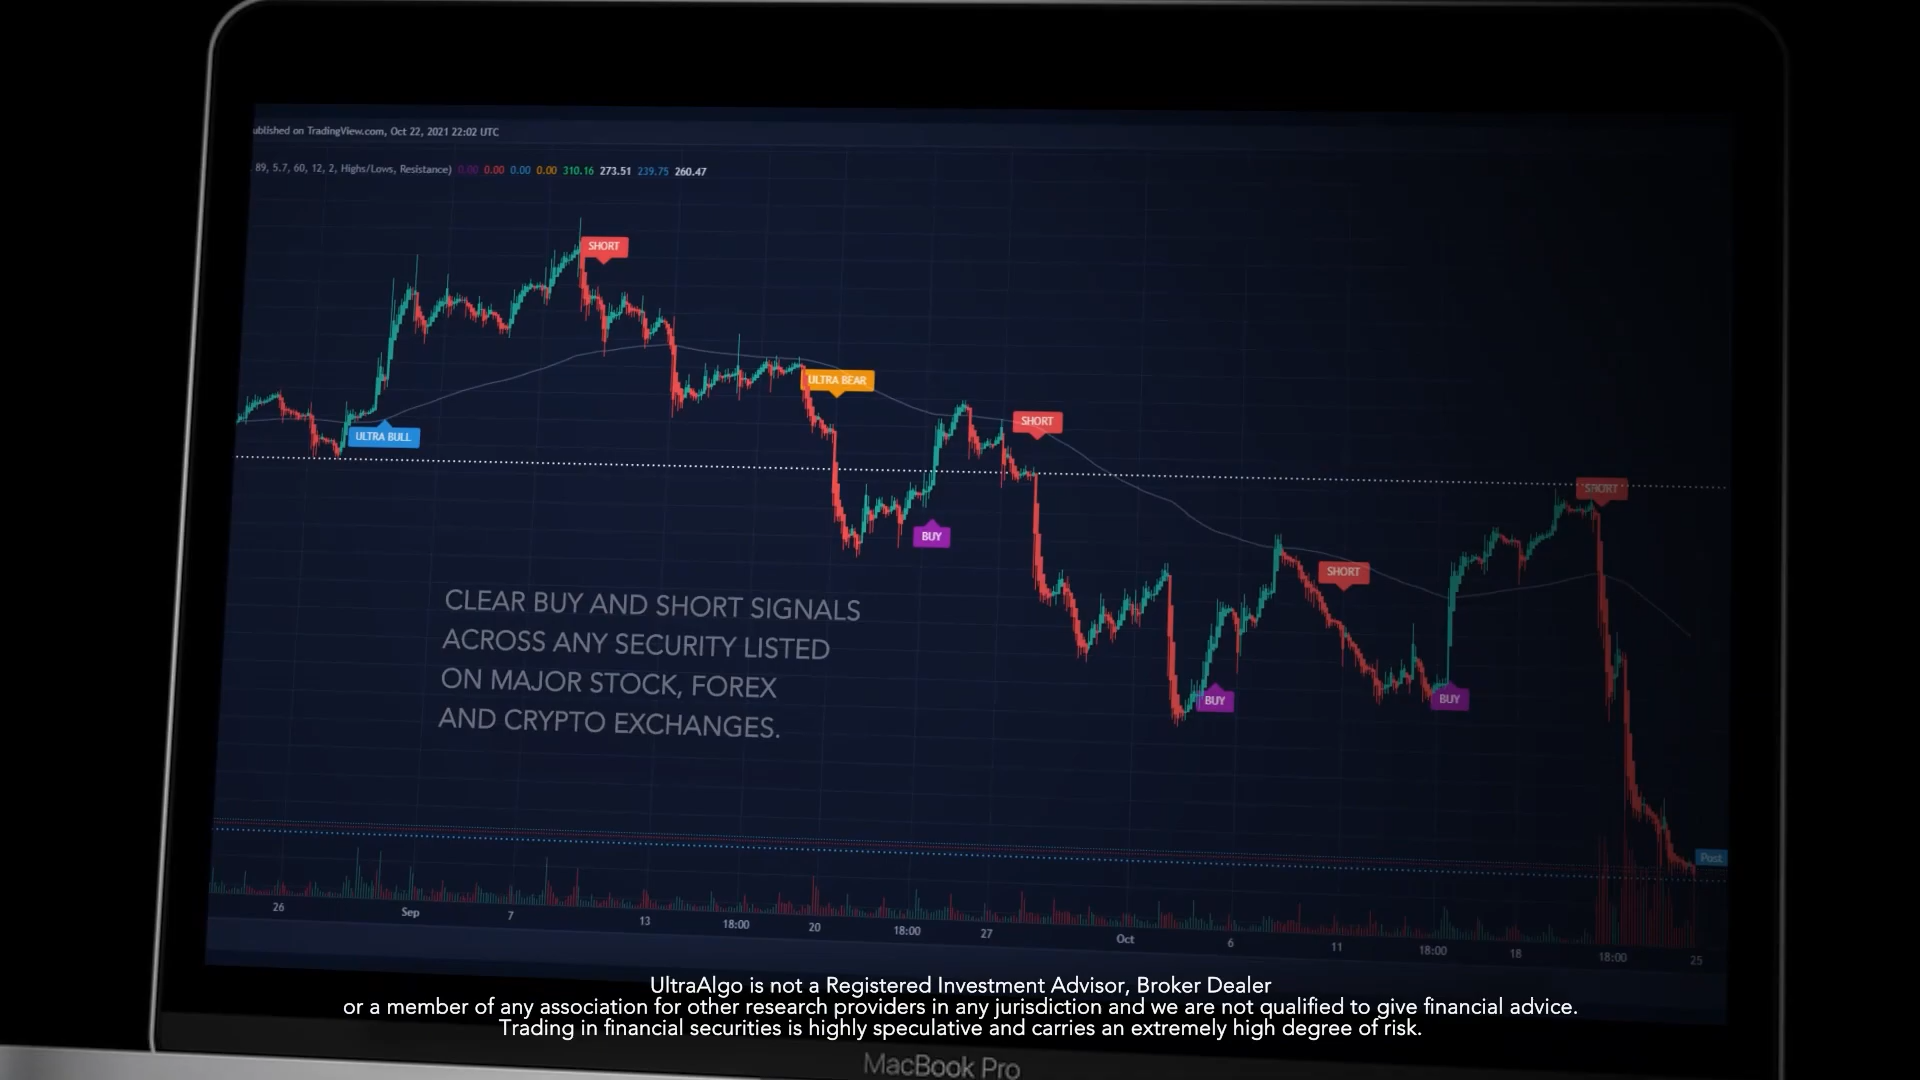 ublished on TradingView.com, Oct 22, 2021 22:02 UTC
89, 5.7, 60, 12, 2, Highs/Lows, Resistance) 0.00 0.00 0.00 0.00 310.16 273.51 239.75 260.47
SHORT
ULTRA BEAR
SHORT
ULTRA BULL
SHORT
BUY
SHORT
CLEAR BUY AND SHORT SIGNALS
ACROSS ANY SECURITY LISTED
ON MAJOR STOCK, FOREX
AND CRYPTO EXCHANGES.
BUY
BUY
Post
26 Sep 7 13 18:00 20 18:00 27 Oct 6 11 18:00 18 18:00 25
UltraAlgo is not a Registered Investment Advisor, Broker Dealer
or a member of any association for other research providers in any jurisdiction and we are not qualified to give financial advice.
Trading in financial securities is highly speculative and carries an extremely high degree of risk.
MacBook Pro